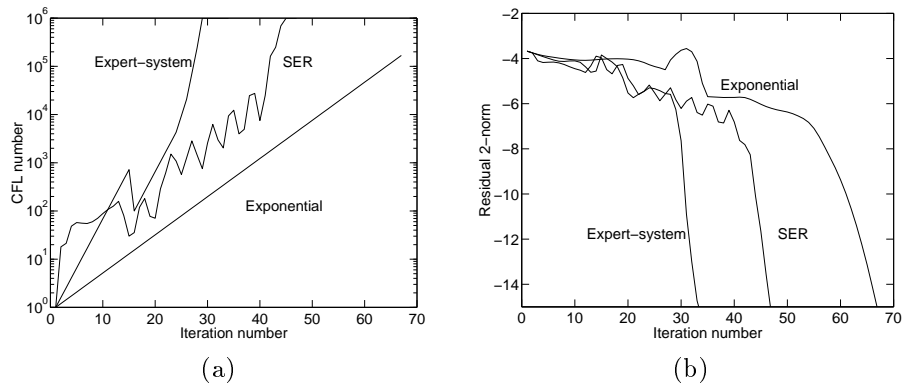 10^6
10^5
10^4
10^3
10^2
10^1
10^0
CFL number
Expert−system
SER
Exponential
0 10 20 30 40 50 60 70
Iteration number
(a)
−2
−4
−6
−8
−10
−12
−14
Residual 2−norm
Exponential
Expert−system
SER
0 10 20 30 40 50 60 70
Iteration number
(b)